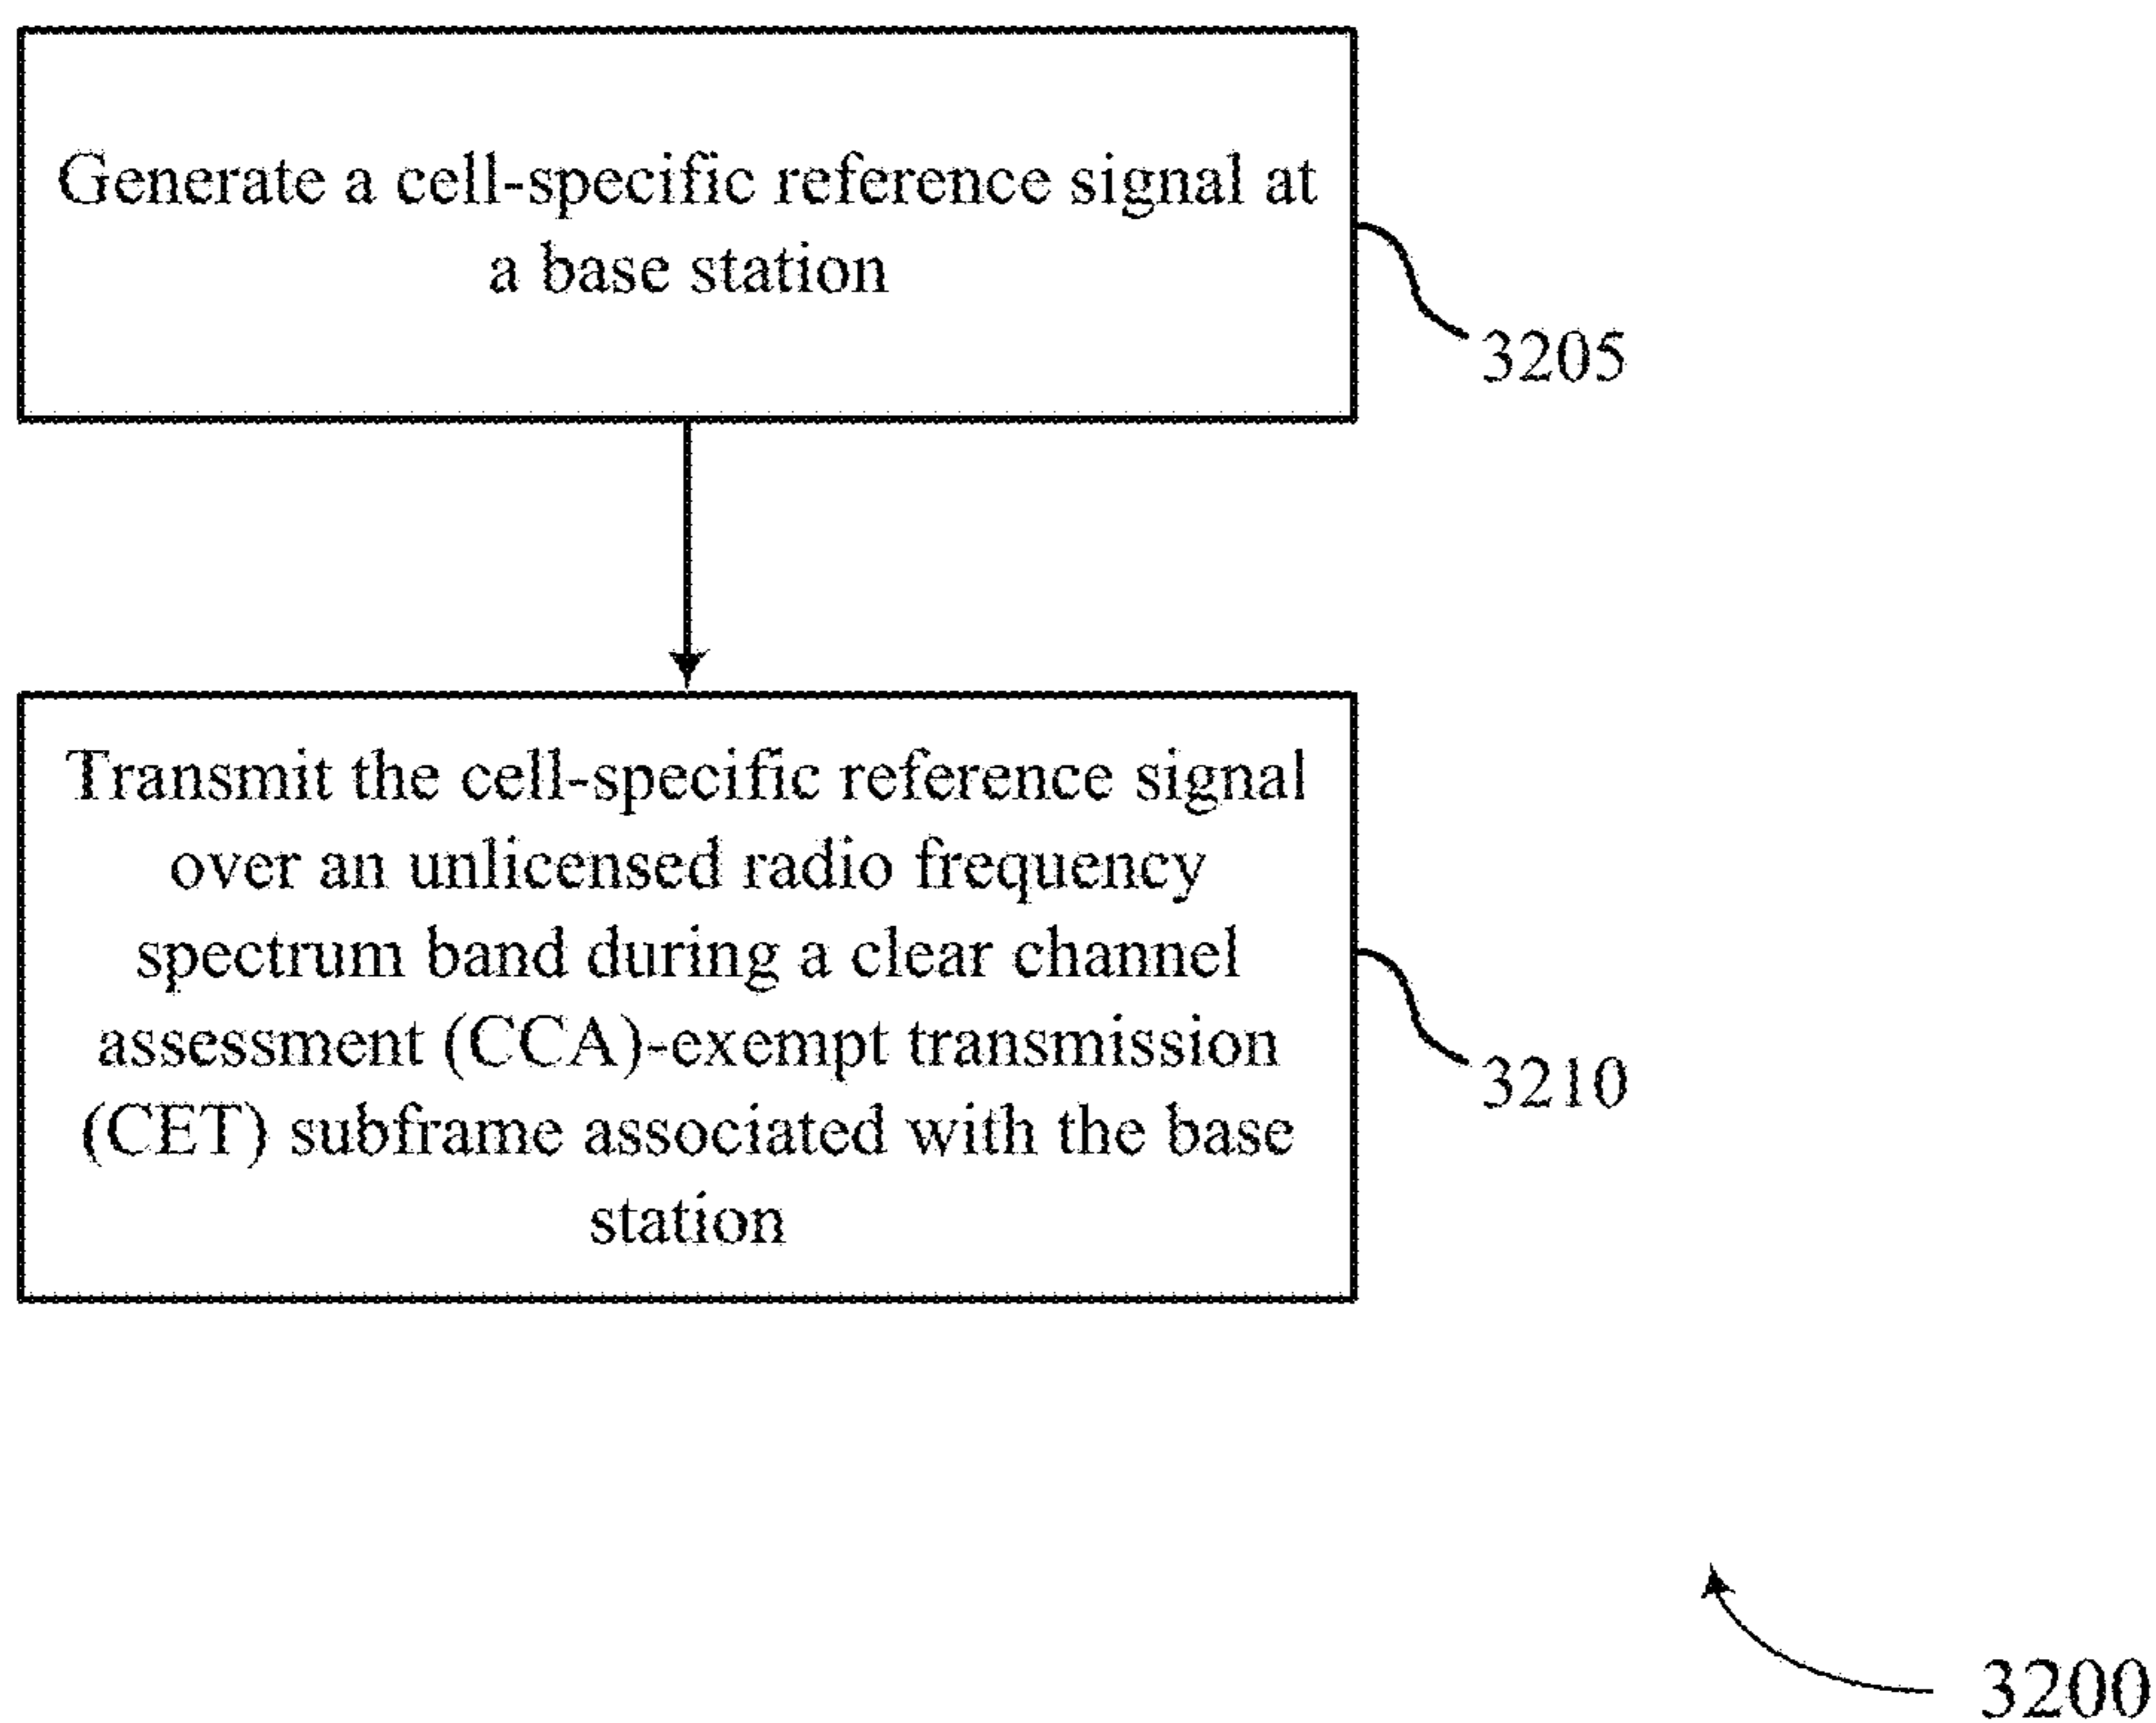 Generate a cell-specific reference signal at
a base station
3205
Transmit the cell-specific reference signal
over an unlicensed radio frequency
spectrum band during a clear channel
assessment (CCA)-exempt transmission
(CET) subframe associated with the base
station
3210
3200